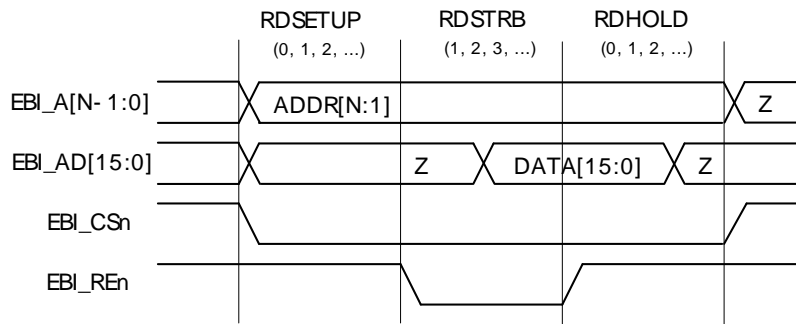 RDSETUP RDSTRB RDHOLD
(0, 1, 2, ...) (1, 2, 3, ...) (0, 1, 2, ...)
EBI_A[N-1:0] ADDR[N:1] Z
EBI_AD[15:0] Z DATA[15:0] Z
EBI_CSn
EBI_REn